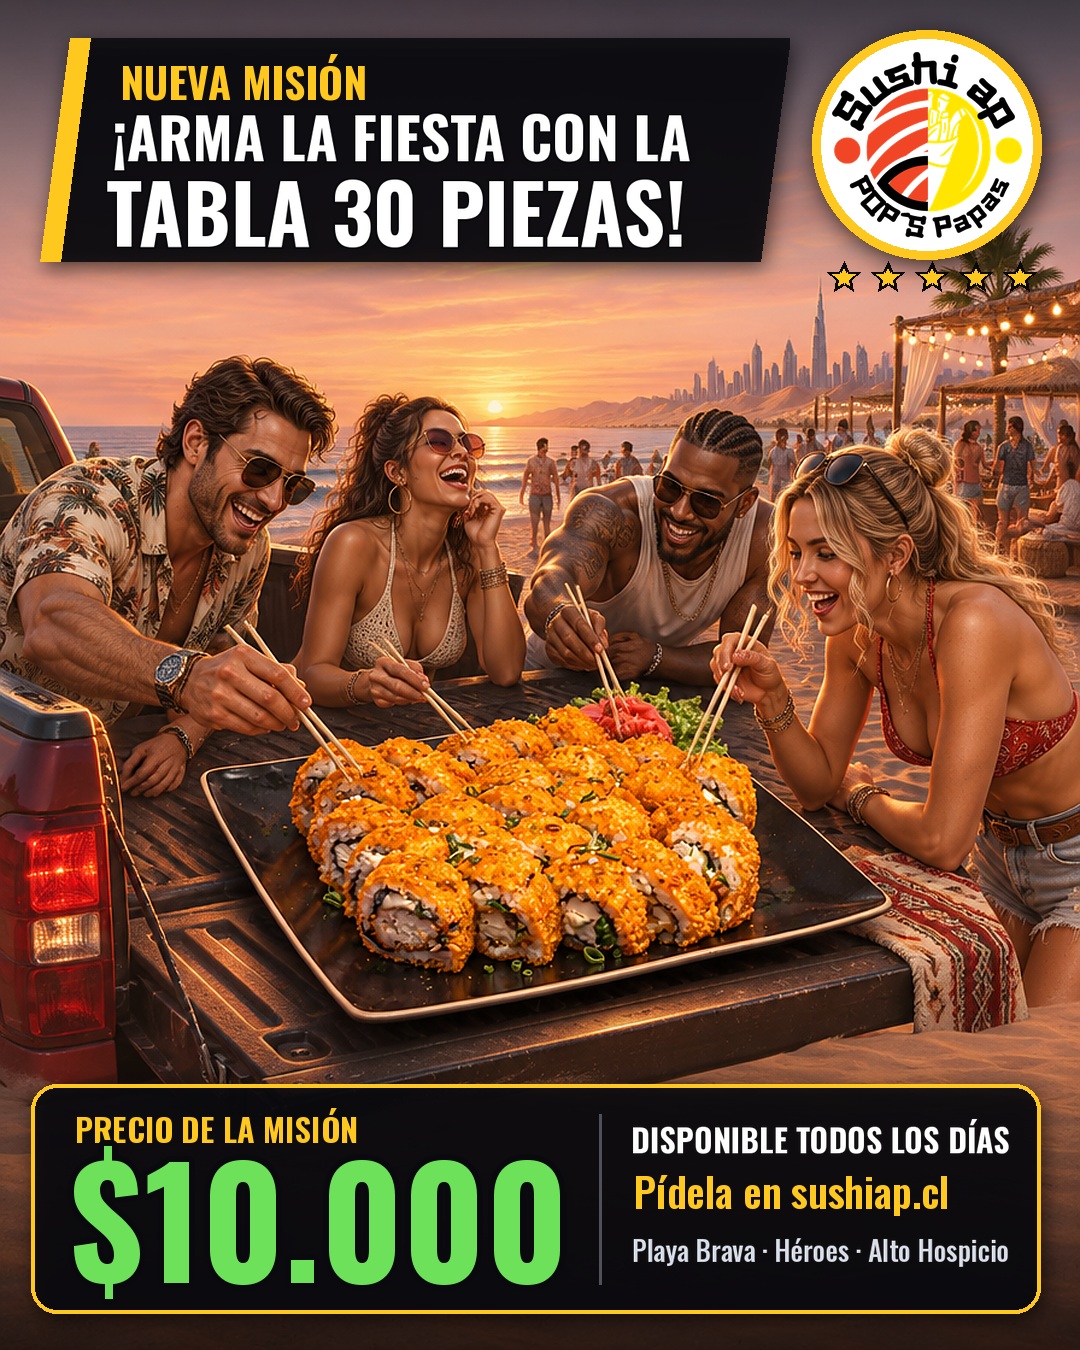 NUEVA MISIÓN
¡ARMA LA FIESTA CON LA
TABLA 30 PIEZAS!
Sushi ap
POP'S Papas
PRECIO DE LA MISIÓN
$10.000
DISPONIBLE TODOS LOS DÍAS
Pídela en sushiap.cl
Playa Brava · Héroes · Alto Hospicio